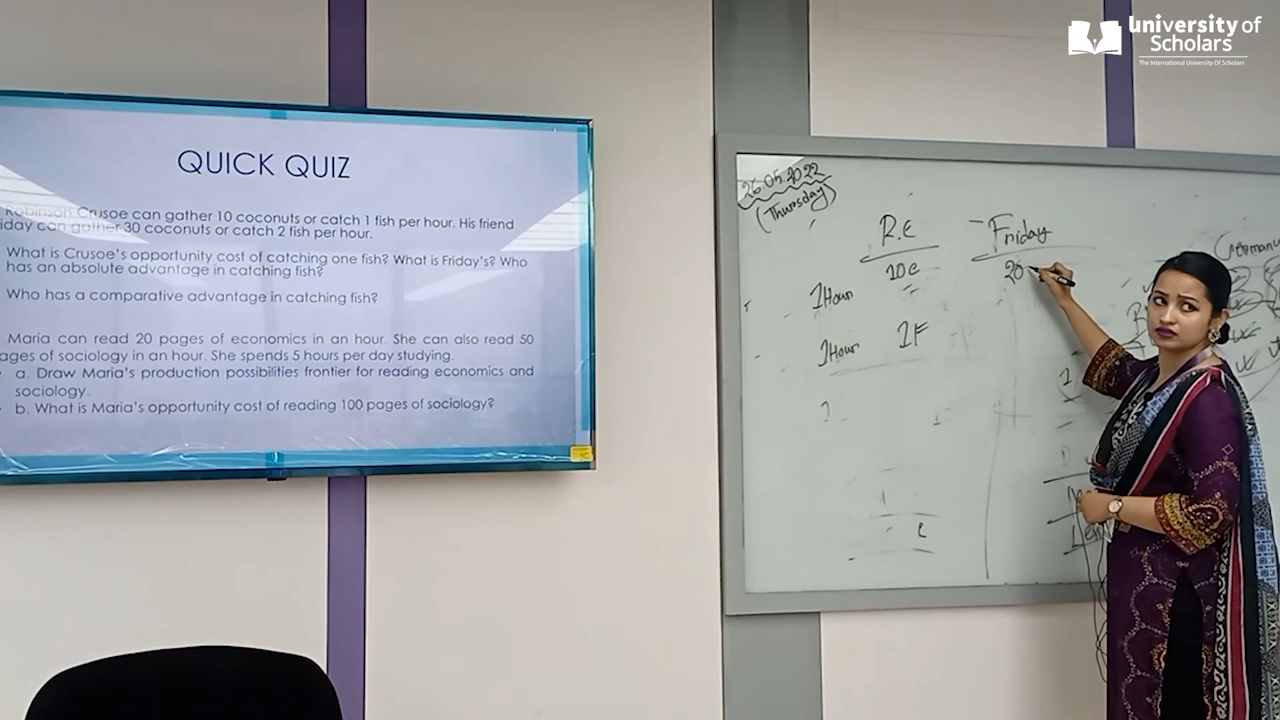 university of
Scholars
The International University Of Scholars
QUICK QUIZ
Robinson Crusoe can gather 10 coconuts or catch 1 fish per hour. His friend
iday can gather 30 coconuts or catch 2 fish per hour.
What is Crusoe's opportunity cost of catching one fish? What is Friday's? Who
has an absolute advantage in catching fish?
Who has a comparative advantage in catching fish?
Maria can read 20 pages of economics in an hour. She can also read 50
ages of sociology in an hour. She spends 5 hours per day studying.
a. Draw Maria's production possibilities frontier for reading economics and
sociology.
b. What is Maria's opportunity cost of reading 100 pages of sociology?
26.05.2022
(Thursday)
R.C - Friday
10c 20
1Hour
1Hour 1F